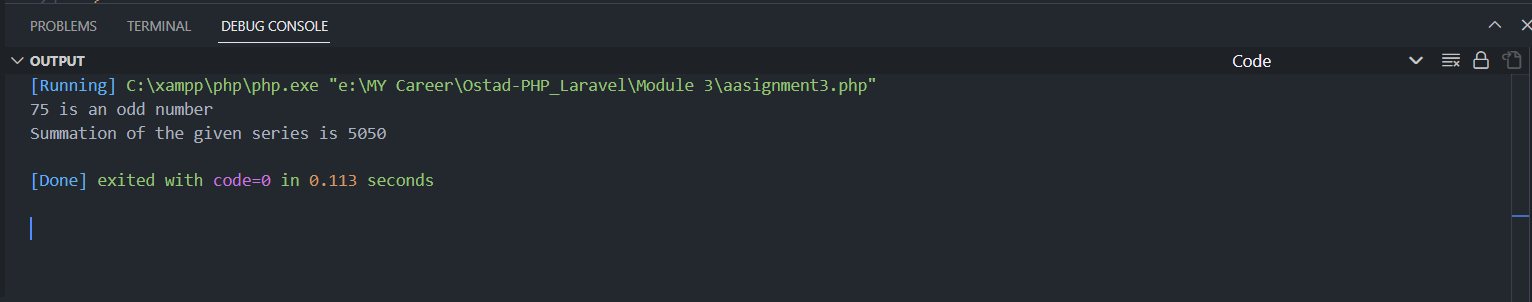 PROBLEMS TERMINAL DEBUG CONSOLE
OUTPUT Code
[Running] C:\xampp\php\php.exe "e:\MY Career\Ostad-PHP_Laravel\Module 3\aasignment3.php"
75 is an odd number
Summation of the given series is 5050
[Done] exited with code=0 in 0.113 seconds